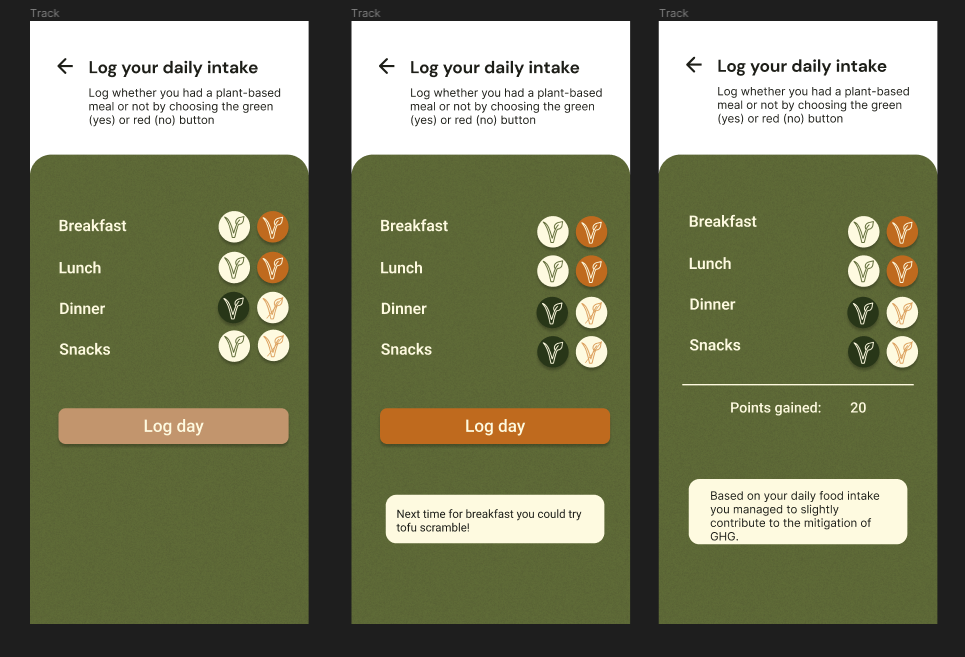 Track
Log your daily intake
Log whether you had a plant-based
meal or not by choosing the green
(yes) or red (no) button
Breakfast
Lunch
Dinner
Snacks
Log day
Track
Log your daily intake
Log whether you had a plant-based
meal or not by choosing the green
(yes) or red (no) button
Breakfast
Lunch
Dinner
Snacks
Log day
Next time for breakfast you could try
tofu scramble!
Track
Log your daily intake
Log whether you had a plant-based
meal or not by choosing the green
(yes) or red (no) button
Breakfast
Lunch
Dinner
Snacks
Points gained: 20
Based on your daily food intake
you managed to slightly
contribute to the mitigation of
GHG.